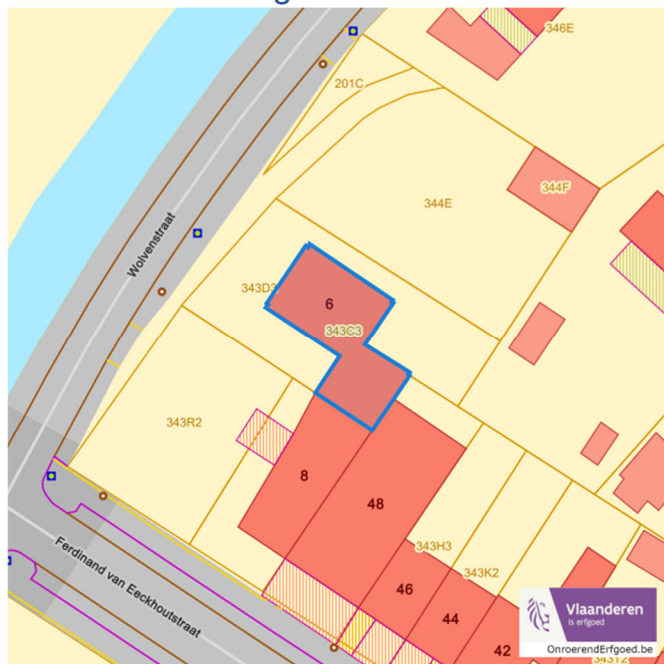 346E
201C
344F
344E
Wolvenstraat
343D3
6
343C3
343R2
8
48
343H3
343K2
46
44
42
Ferdinand van Eeckhoutstraat
Vlaanderen
is erfgoed
OnroerendErfgoed.be